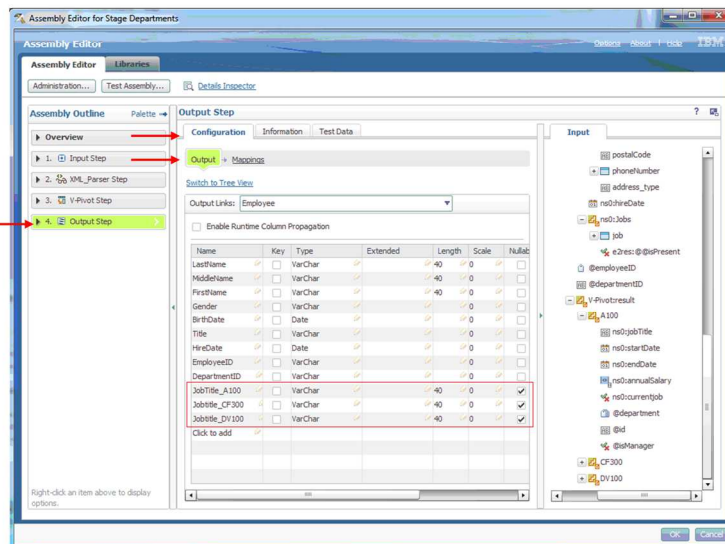 Assembly Editor for Stage Departments
Assembly Editor
Options About | Help IBM
Assembly Editor Libraries
Administration... Test Assembly... Details Inspector
Assembly Outline Palette
Overview
1. Input Step
2. XML_Parser Step
3. V-Pivot Step
4. Output Step
Right-click an item above to display
options.
Output Step ?
Configuration Information Test Data
Output Mappings
Switch to Tree View
Output Links: Employee
Enable Runtime Column Propagation
Name Key Type Extended Length Scale Nullab
LastName VarChar 40 0
MiddleName VarChar 40 0
FirstName VarChar 40 0
Gender VarChar 0
BirthDate Date 0
Title VarChar 0
HireDate Date 0
EmployeeID VarChar 0
DepartmentID VarChar 0
JobTitle_A100 VarChar 40 0
Jobtitle_CF300 VarChar 40 0
Jobtitle_DV100 VarChar 40 0
Click to add
Input
postalCode
phoneNumber
address_type
ns0:hireDate
ns0:Jobs
job
e2res:@@isPresent
@employeeID
@departmentID
V-Pivot:result
A100
ns0:jobTitle
ns0:startDate
ns0:endDate
ns0:annualSalary
ns0:currentjob
@department
@id
@isManager
CF300
DV100
OK Cancel